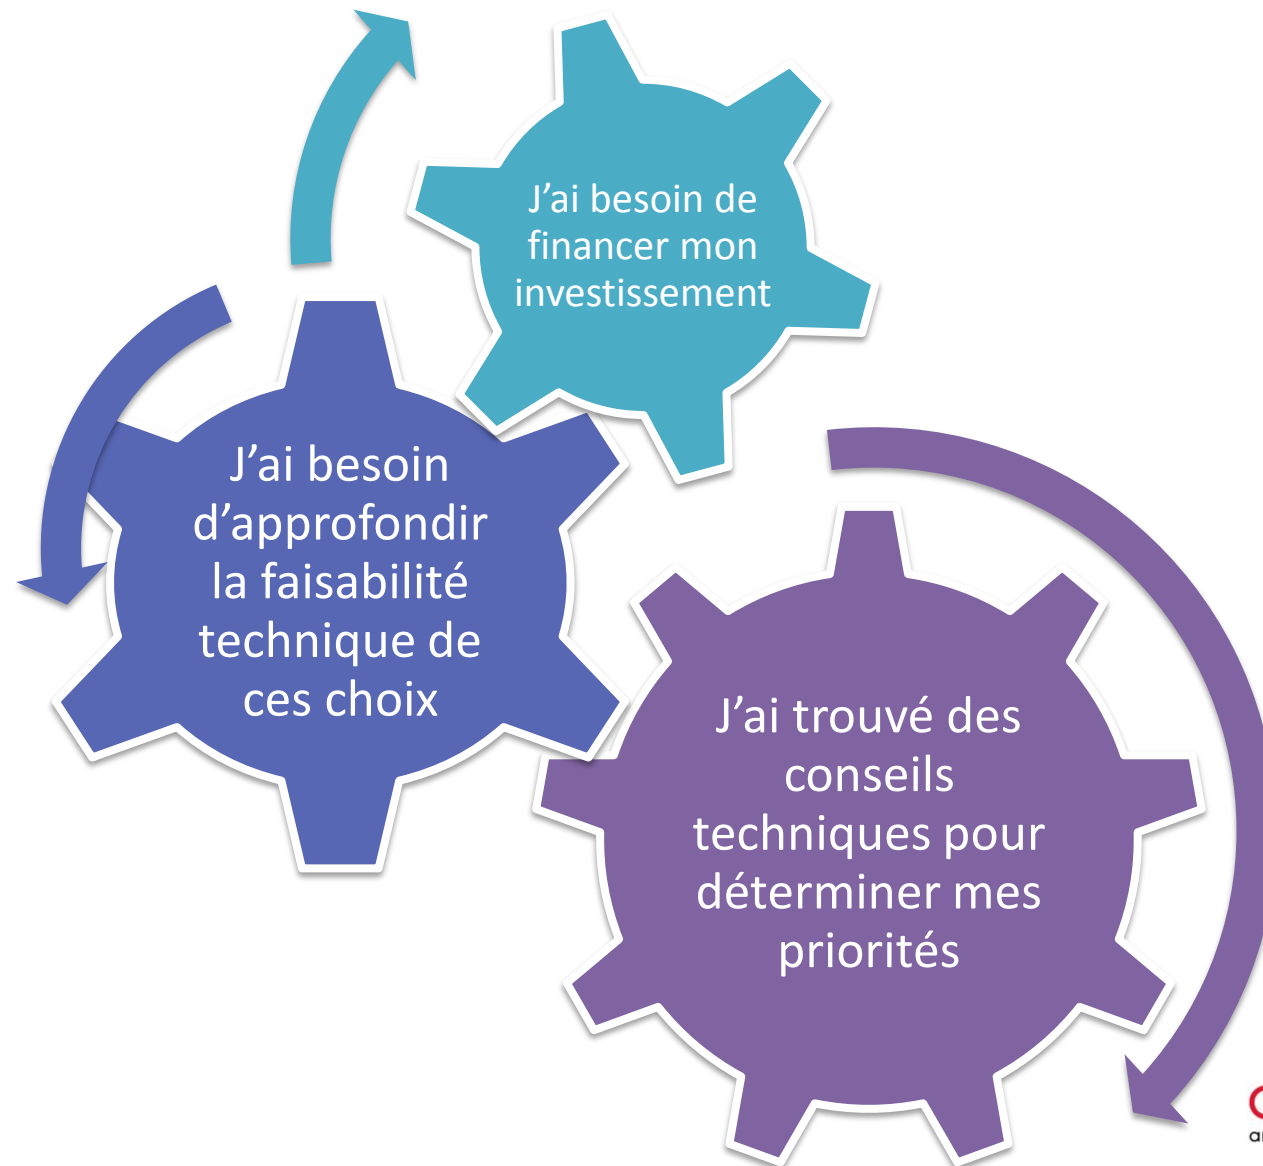 J’ai besoin de
financer mon
investissement
J’ai besoin
d’approfondir
la faisabilité
technique de
ces choix
J’ai trouvé des
conseils
techniques pour
déterminer mes
priorités